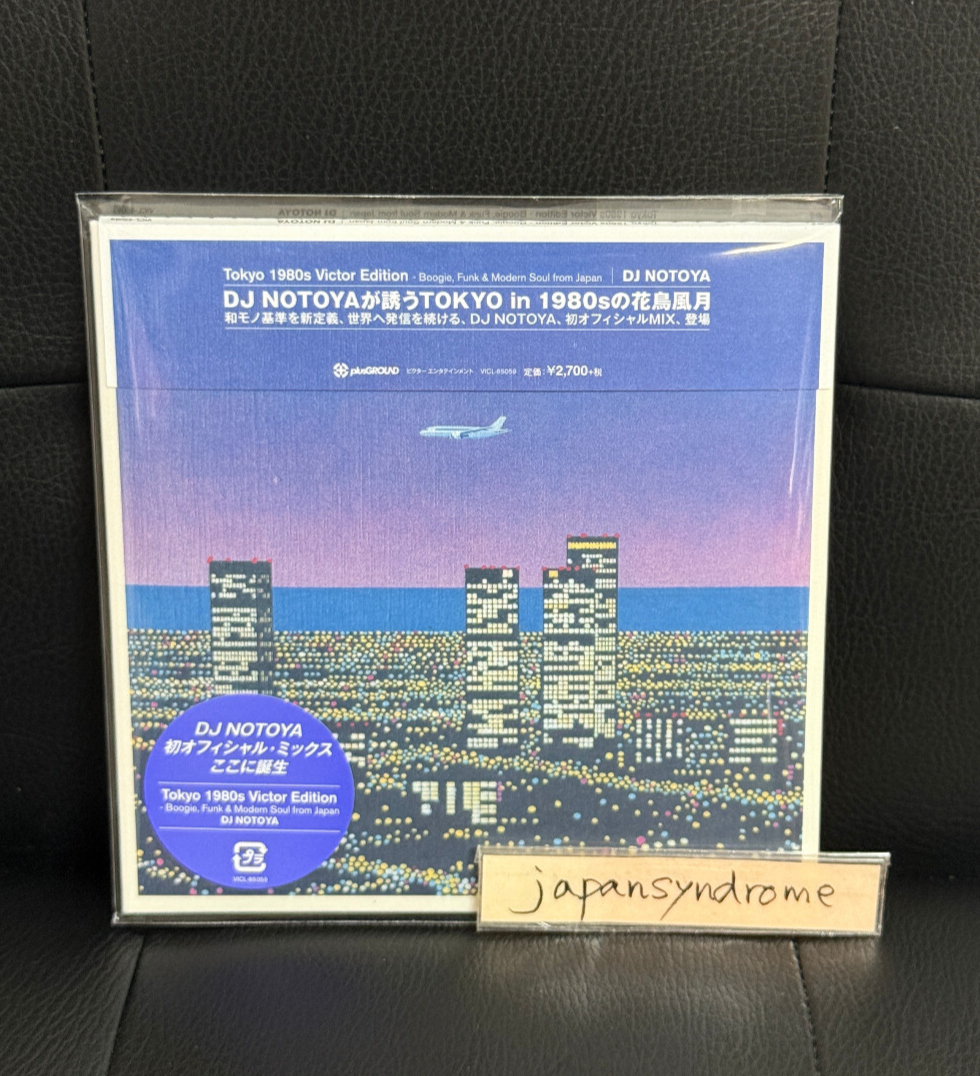 Tokyo 1980s Victor Edition - Boogie, Funk & Modern Soul from Japan | DJ NOTOYA
DJ NOTOYAが誘うTOKYO in 1980sの花鳥風月
和モノ基準を新定義、世界へ発信を続ける、DJ NOTOYA、初オフィシャルMIX、登場
plusGROUND ビクターエンタテインメント VICL-65059 定価:¥2,700+税
DJ NOTOYA
初オフィシャル・ミックス
ここに誕生
Tokyo 1980s Victor Edition
- Boogie, Funk & Modern Soul from Japan
DJ NOTOYA
VICL-65059
japansyndrome